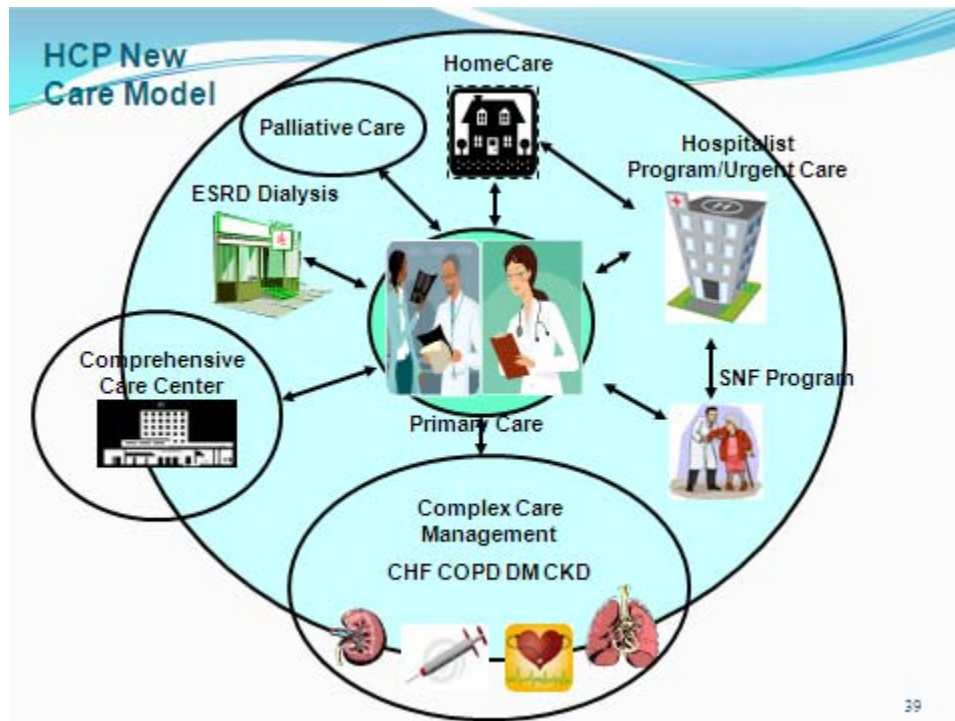 HCP New
Care Model
HomeCare
Palliative Care
Hospitalist
Program/Urgent Care
ESRD Dialysis
Comprehensive
Care Center
SNF Program
Primary Care
Complex Care
Management
CHF COPD DM CKD
39